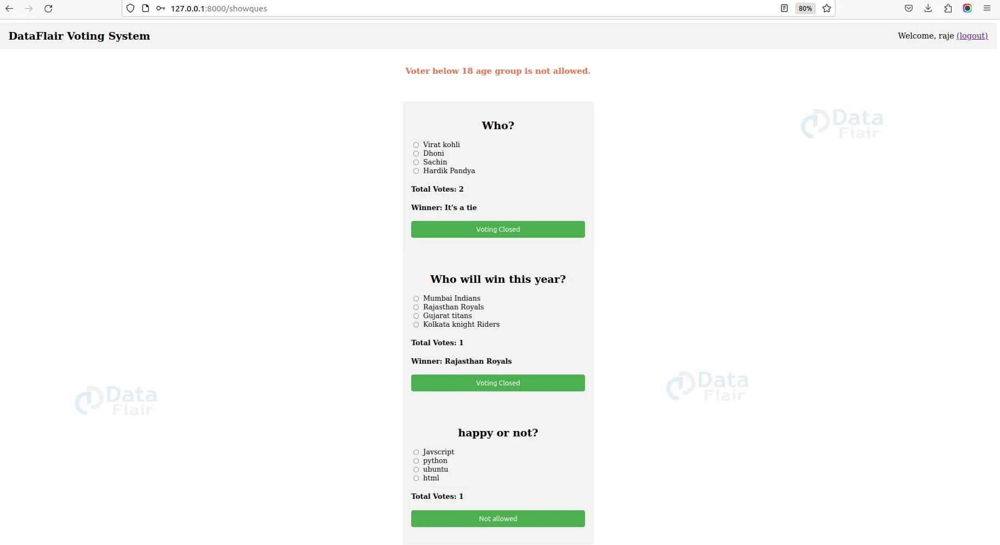 127.0.0.1:8000/showques
80%
DataFlair Voting System
Welcome, raje (logout)
Voter below 18 age group is not allowed.
Who?
Virat kohli
Dhoni
Sachin
Hardik Pandya
Total Votes: 2
Winner: It's a tie
Voting Closed
Data
Flair
Who will win this year?
Mumbai Indians
Rajasthan Royals
Gujarat titans
Kolkata knight Riders
Total Votes: 1
Winner: Rajasthan Royals
Voting Closed
Data
Flair
Data
Flair
happy or not?
Javscript
python
ubuntu
html
Total Votes: 1
Not allowed